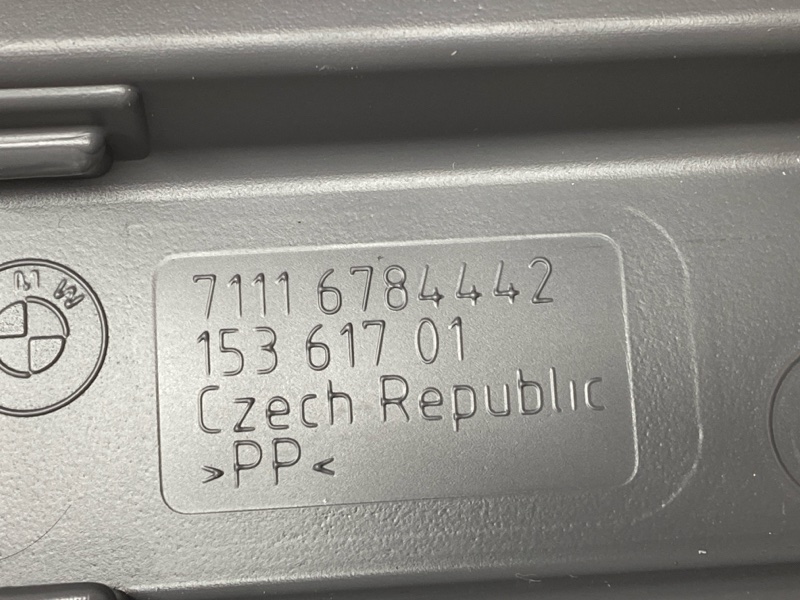 7111 6784442
153 617 01
Czech Republic
>PP<